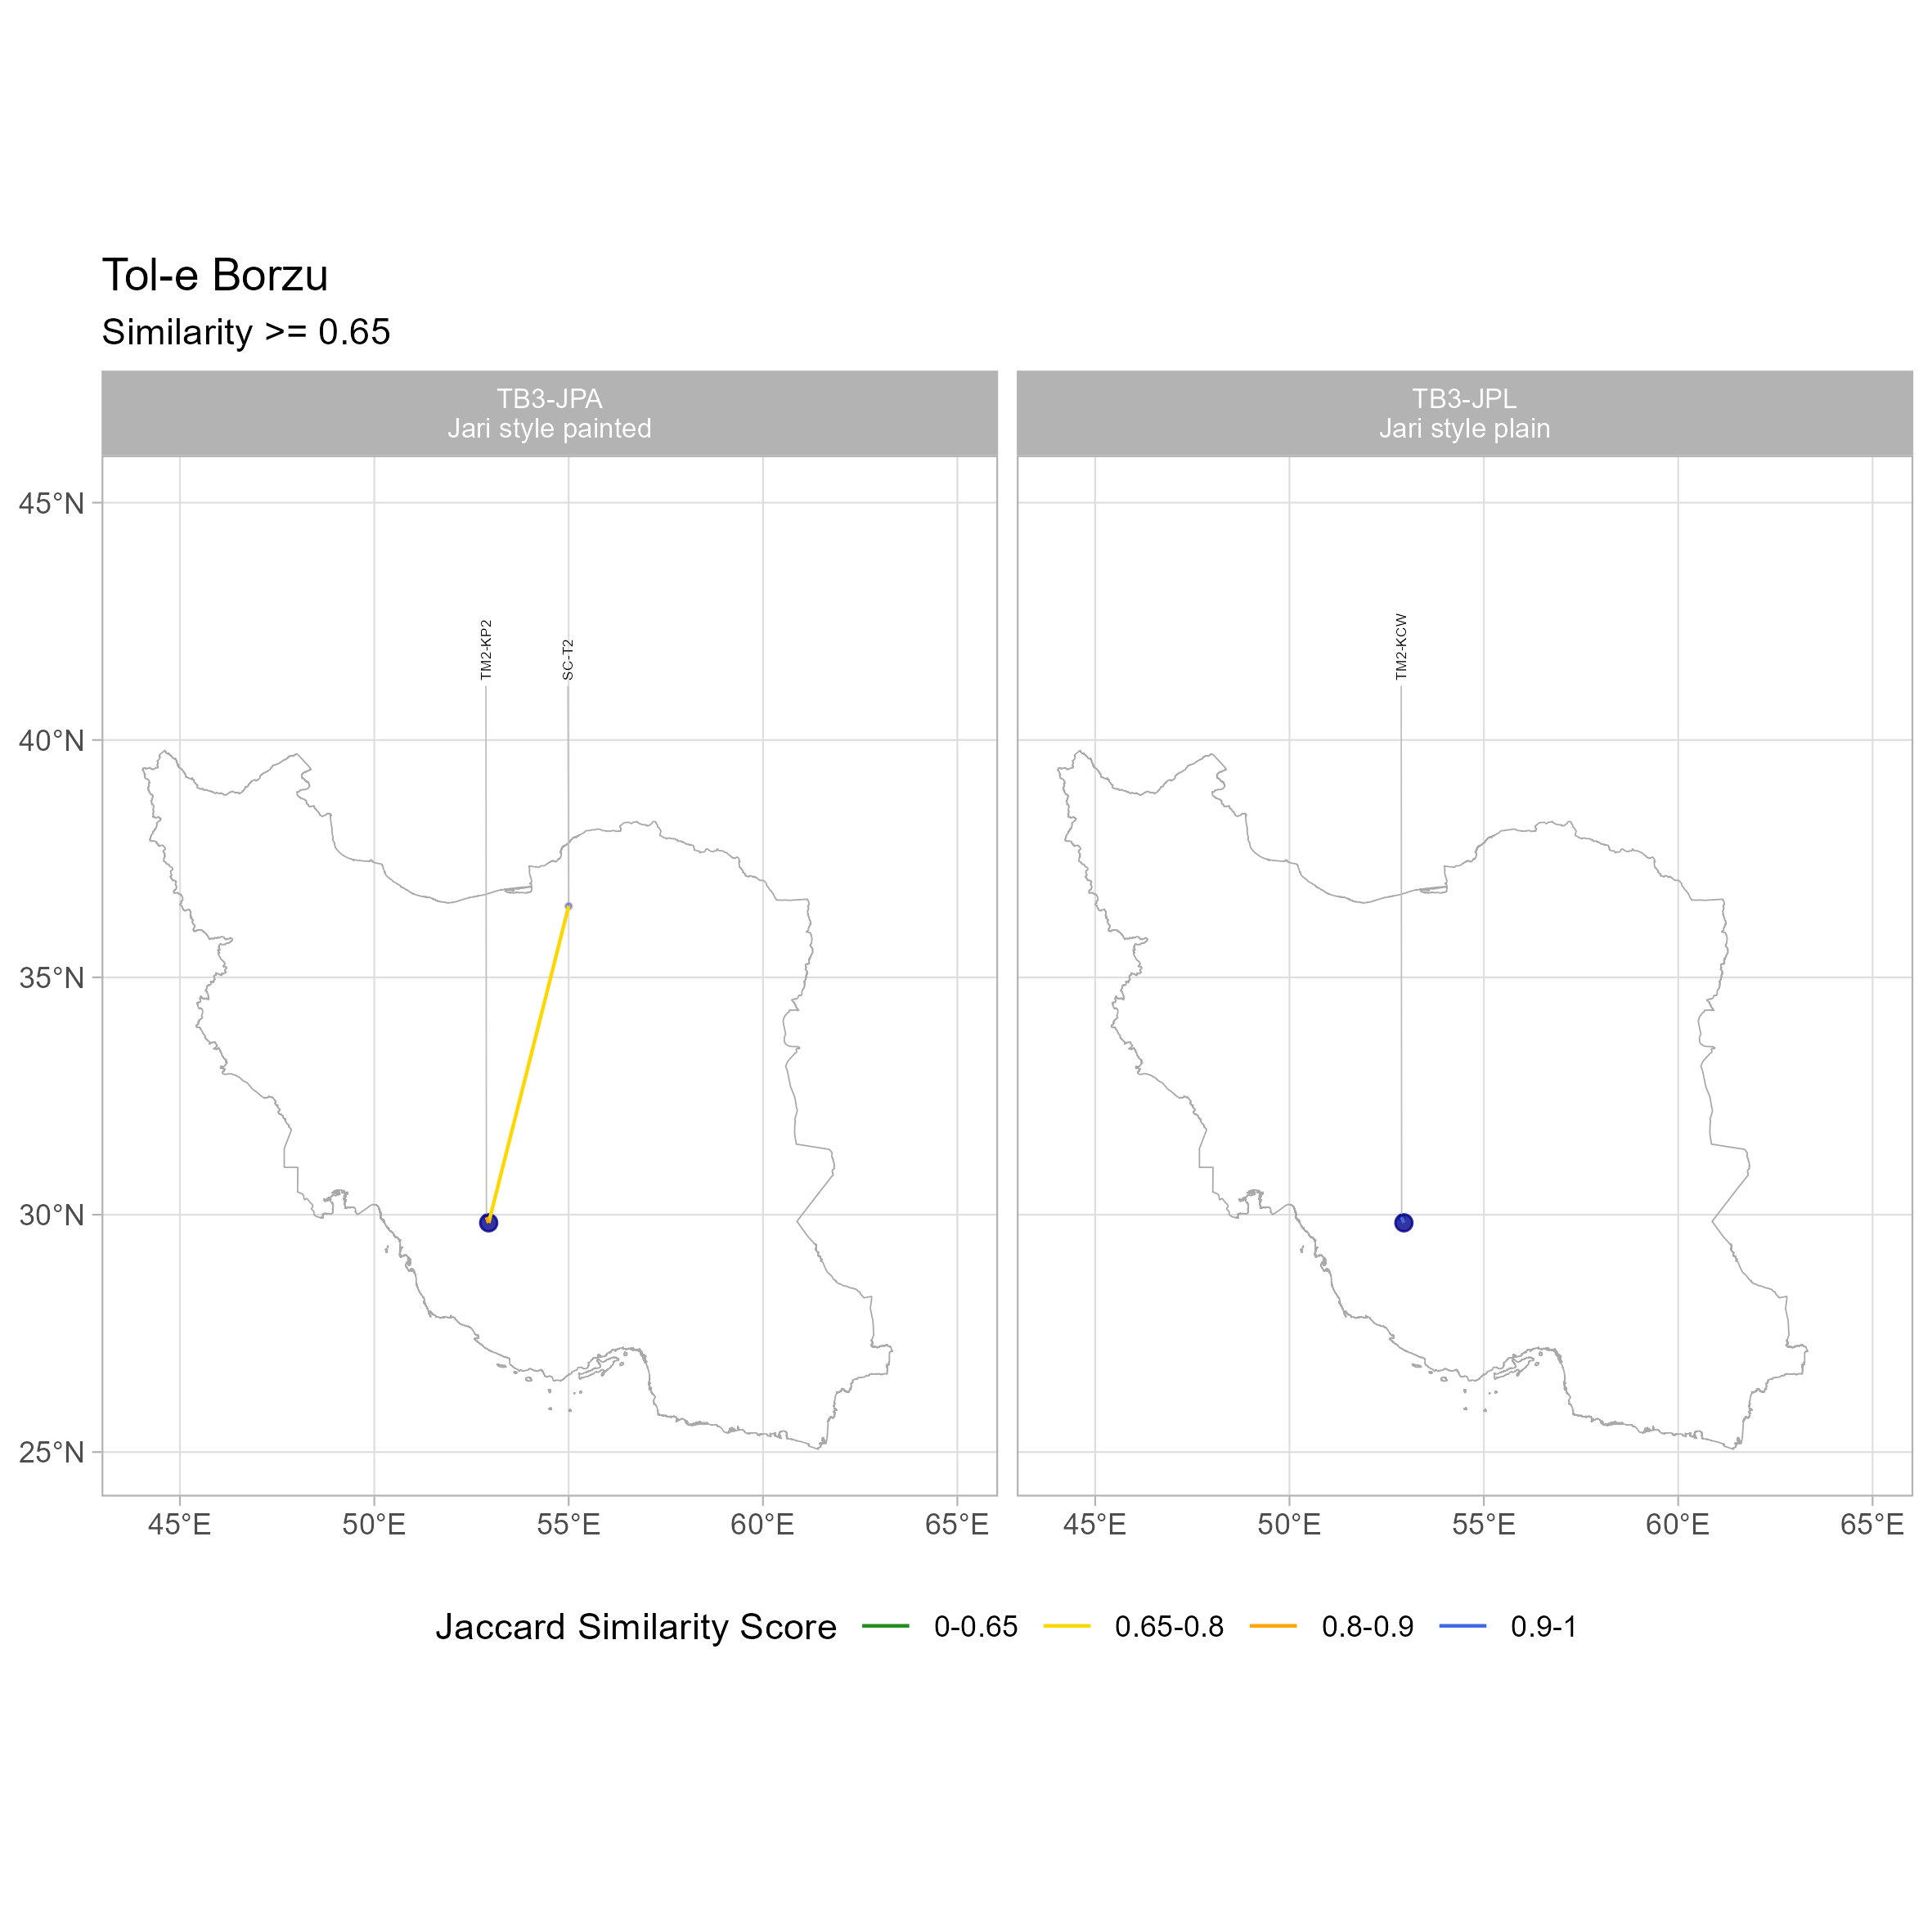 Tol-e Borzu
Similarity >= 0.65
TB3-JPA
Jari style painted
TB3-JPL
Jari style plain
45°N
40°N
35°N
30°N
25°N
TM2-KP2
SC-T2
TM2-KCW
45°E 50°E 55°E 60°E 65°E
45°E 50°E 55°E 60°E 65°E
Jaccard Similarity Score 0-0.65 0.65-0.8 0.8-0.9 0.9-1